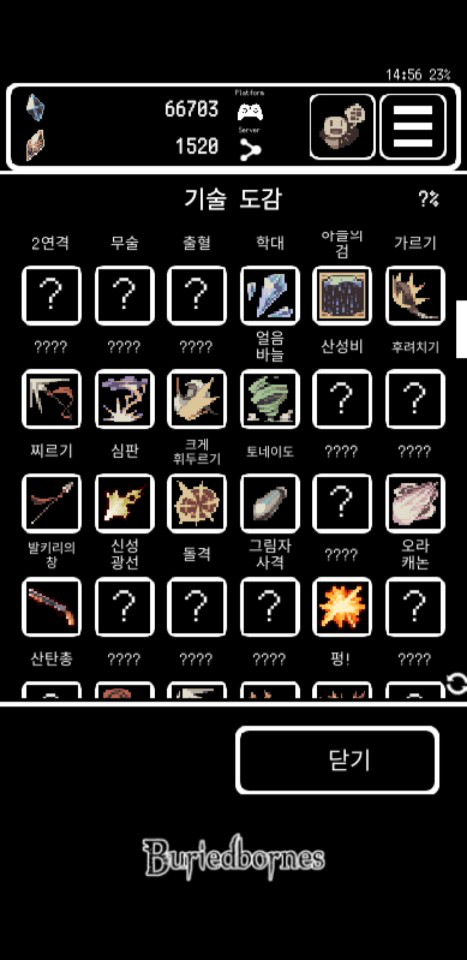 14:56 23%
Platform
66703
Server
1520
기술 도감 ?%
2연격 무술 출혈 학대 바늘의 검 가르기
? ? ?
???? ???? ???? 얼음 바늘 산성비 후려치기
? ?
찌르기 심판 크게 휘두르기 토네이도 ???? ????
?
발키리의 창 신성 광선 돌격 그림자 사격 ???? 오라 캐논
? ? ? ?
산탄총 ???? ???? ???? 펑! ????
닫기
Buriedbornes